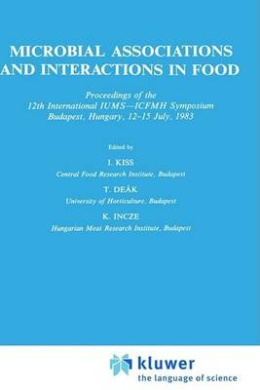 MICROBIAL ASSOCIATIONS
AND INTERACTIONS IN FOOD
Proceedings of the
12th International IUMS—ICFMH Symposium
Budapest, Hungary, 12–15 July, 1983
Edited by
I. KISS
Central Food Research Institute, Budapest
T. DEÁK
University of Horticulture, Budapest
K. INCZE
Hungarian Meat Research Institute, Budapest
kluwer
the language of science